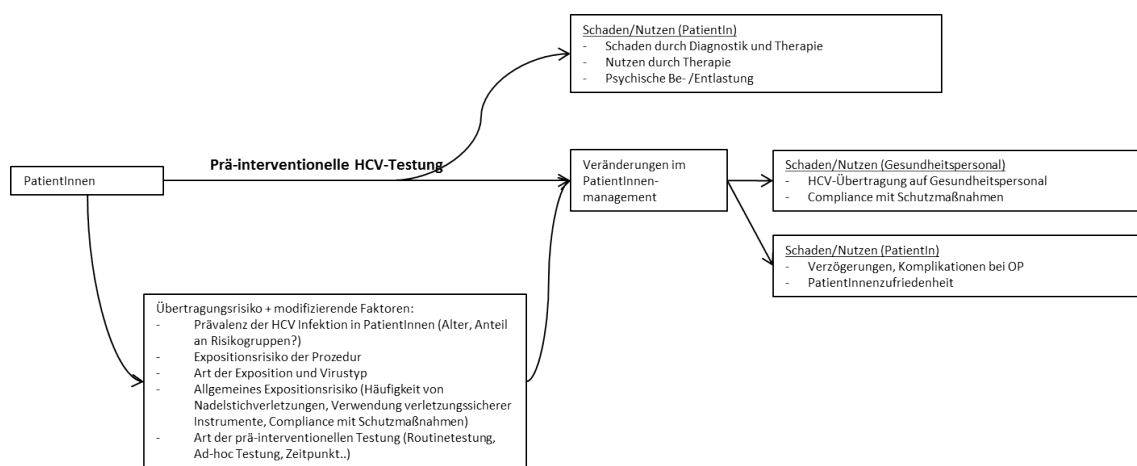 Schaden/Nutzen (PatientIn)
- Schaden durch Diagnostik und Therapie
- Nutzen durch Therapie
- Psychische Be- /Entlastung
Prä-interventionelle HCV-Testung
PatientInnen
Veränderungen im
PatientInnen-
management
Schaden/Nutzen (Gesundheitspersonal)
- HCV-Übertragung auf Gesundheitspersonal
- Compliance mit Schutzmaßnahmen
Schaden/Nutzen (PatientIn)
- Verzögerungen, Komplikationen bei OP
- PatientInnenzufriedenheit
Übertragungsrisiko + modifizierende Faktoren:
- Prävalenz der HCV Infektion in PatientInnen (Alter, Anteil
an Risikogruppen?)
- Expositionsrisiko der Prozedur
- Art der Exposition und Virustyp
- Allgemeines Expositionsrisiko (Häufigkeit von
Nadelstichverletzungen, Verwendung verletzungssicherer
Instrumente, Compliance mit Schutzmaßnahmen)
- Art der prä-interventionellen Testung (Routinetestung,
Ad-hoc Testung, Zeitpunkt..)